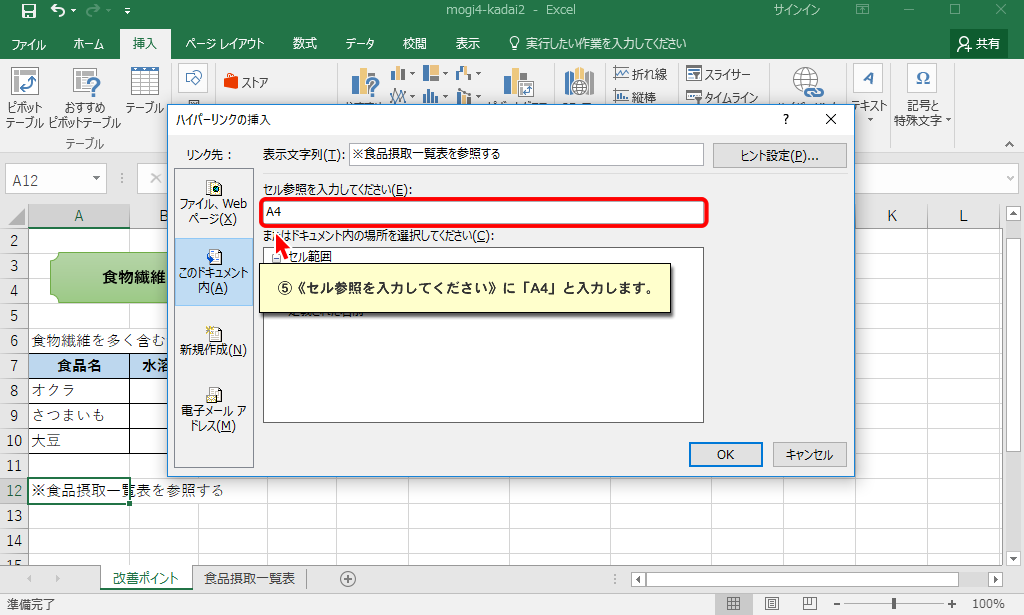 mogi4-kadai2 - Excel
サインイン
ファイル ホーム 挿入 ページ レイアウト 数式 データ 校閲 表示 実行したい作業を入力してください 共有
ピボット
テーブル
おすすめ
ピボットテーブル
テーブル
ストア
折れ線
縦棒
スライサー
タイムライン
テキスト
記号と
特殊文字
テーブル
ハイパーリンクの挿入
リンク先:
表示文字列(T): ※食品摂取一覧表を参照する
ヒント設定(P)...
ファイル、Web
ページ(X)
このドキュメント
内(A)
新規作成(N)
電子メール ア
ドレス(M)
セル参照を入力してください(E):
A4
またはドキュメント内の場所を選択してください(C):
セル範囲
⑤《セル参照を入力してください》に「A4」と入力します。
OK キャンセル
A12
A B K L
2
3 食物繊維
4
5
6 食物繊維を多く含む
7 食品名 水溶
8 オクラ
9 さつまいも
10 大豆
11
12 ※食品摂取一覧表を参照する
13
14
15
改善ポイント 食品摂取一覧表
準備完了
100%